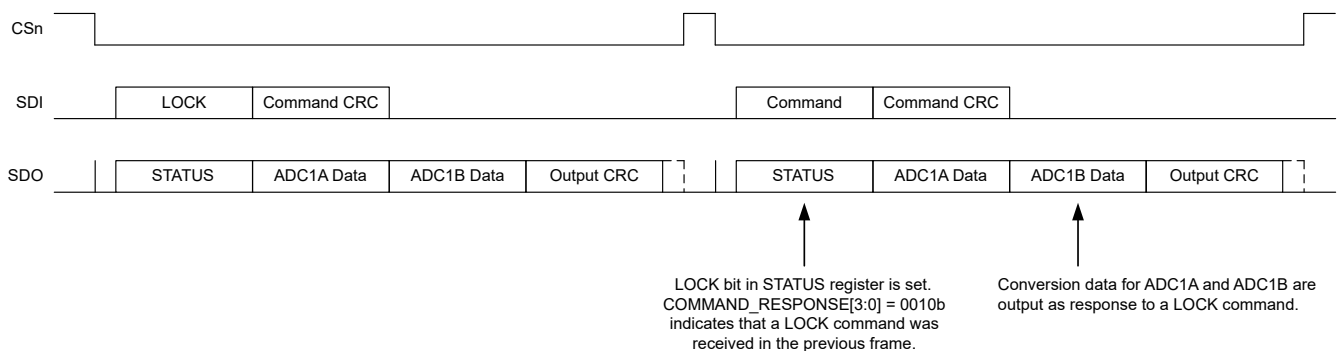 CSn
SDI
LOCK
Command CRC
Command
Command CRC
SDO
STATUS
ADC1A Data
ADC1B Data
Output CRC
STATUS
ADC1A Data
ADC1B Data
Output CRC
LOCK bit in STATUS register is set.
COMMAND_RESPONSE[3:0] = 0010b
indicates that a LOCK command was
received in the previous frame.
Conversion data for ADC1A and ADC1B are
output as response to a LOCK command.